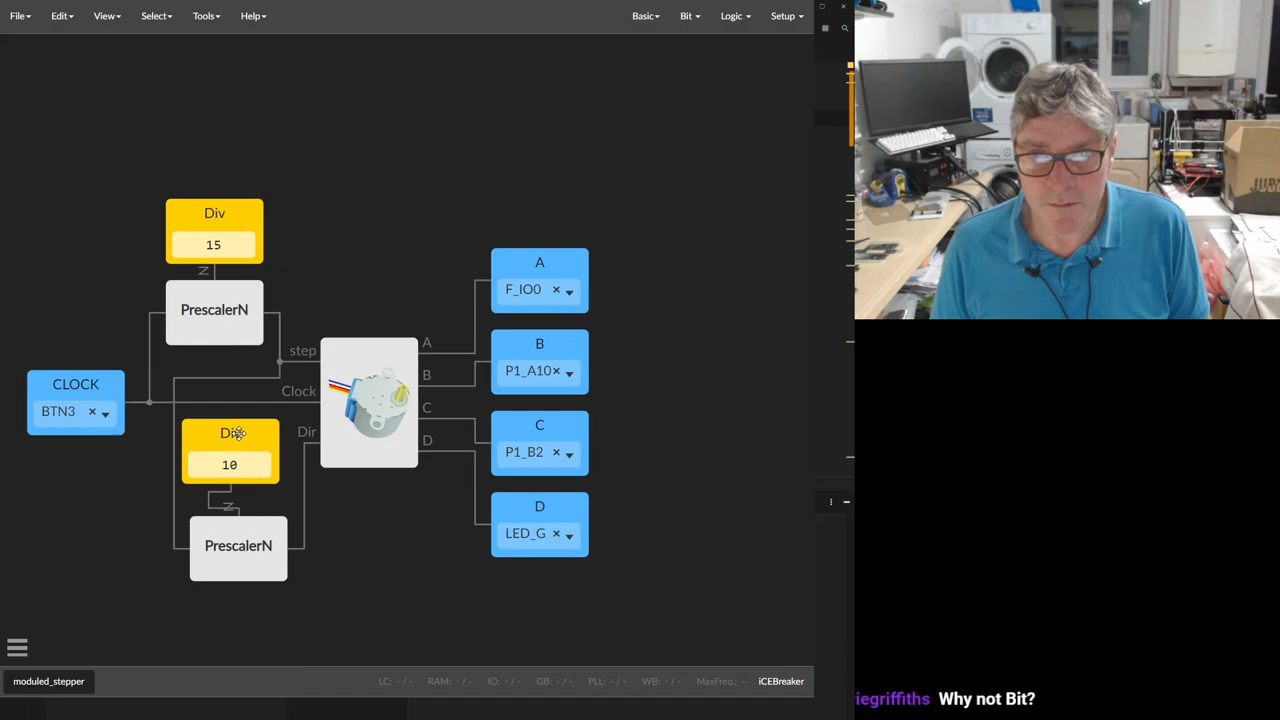 File Edit View Select Tools Help Basic Bit Logic Setup
Div
15
N
PrescalerN
CLOCK
BTN3
step
Clock
Dir
10
N
PrescalerN
A
B
C
D
A
F_IO0
B
P1_A10
C
P1_B2
D
LED_G
moduled_stepper LC: - / - RAM: - / - IO: - / - GB: - / - PLL: - / - WB: - / - MaxFreq.: - iCEBreaker
iegriffiths Why not Bit?